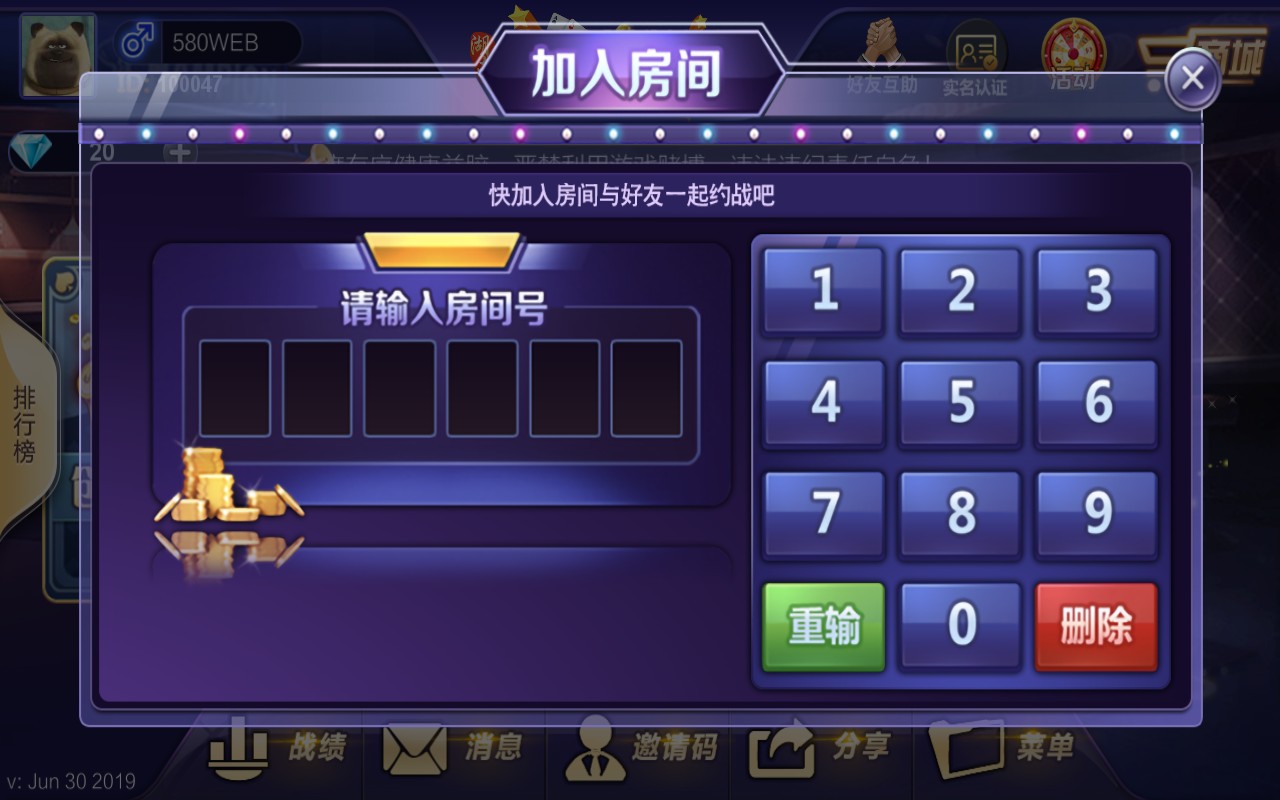 580WEB
ID: 100047
加入房间
好友互助
实名认证
活动
商城
20
快加入房间与好友一起约战吧
请输入房间号
1
2
3
4
5
6
7
8
9
重输
0
删除
排行榜
战绩
消息
邀请码
分享
菜单
v: Jun 30 2019